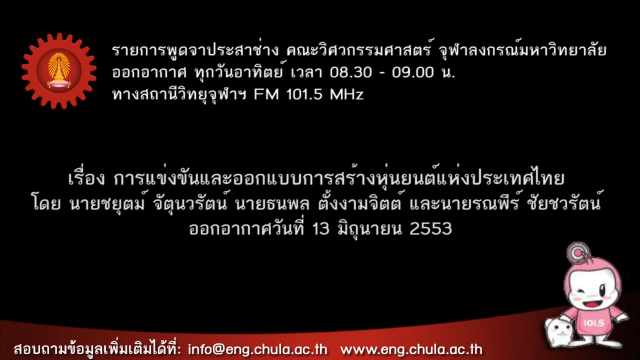 รายการพูดจาประสาช่าง คณะวิศวกรรมศาสตร์ จุฬาลงกรณ์มหาวิทยาลัย
ออกอากาศ ทุกวันอาทิตย์ เวลา 08.30 - 09.00 น.
ทางสถานีวิทยุจุฬาฯ FM 101.5 MHz
เรื่อง การแข่งขันและออกแบบการสร้างหุ่นยนต์แห่งประเทศไทย
โดย นายชยุตม์ จัตุนวรัตน์ นายธนพล ตั้งงามจิตต์ และนายรณพีร์ ชัยชวรัตน์
ออกอากาศวันที่ 13 มิถุนายน 2553
101.5
สอบถามข้อมูลเพิ่มเติมได้ที่: info@eng.chula.ac.th www.eng.chula.ac.th